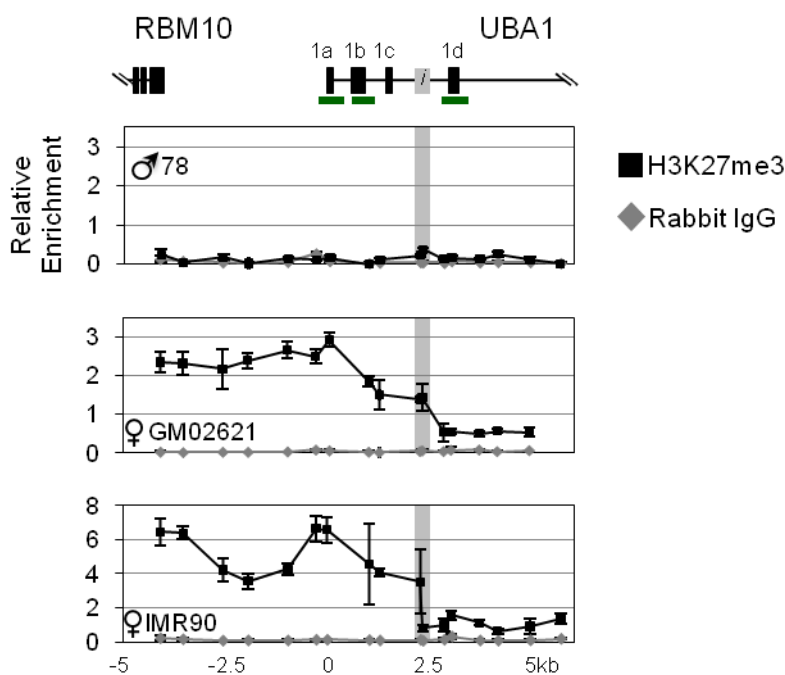 RBM10 UBA1
1a 1b 1c i 1d
Relative Enrichment
3
2
1
0
♂78
H3K27me3
Rabbit IgG
3
2
1
0
♀GM02621
8
6
4
2
0
♀IMR90
-5 -2.5 0 2.5 5kb